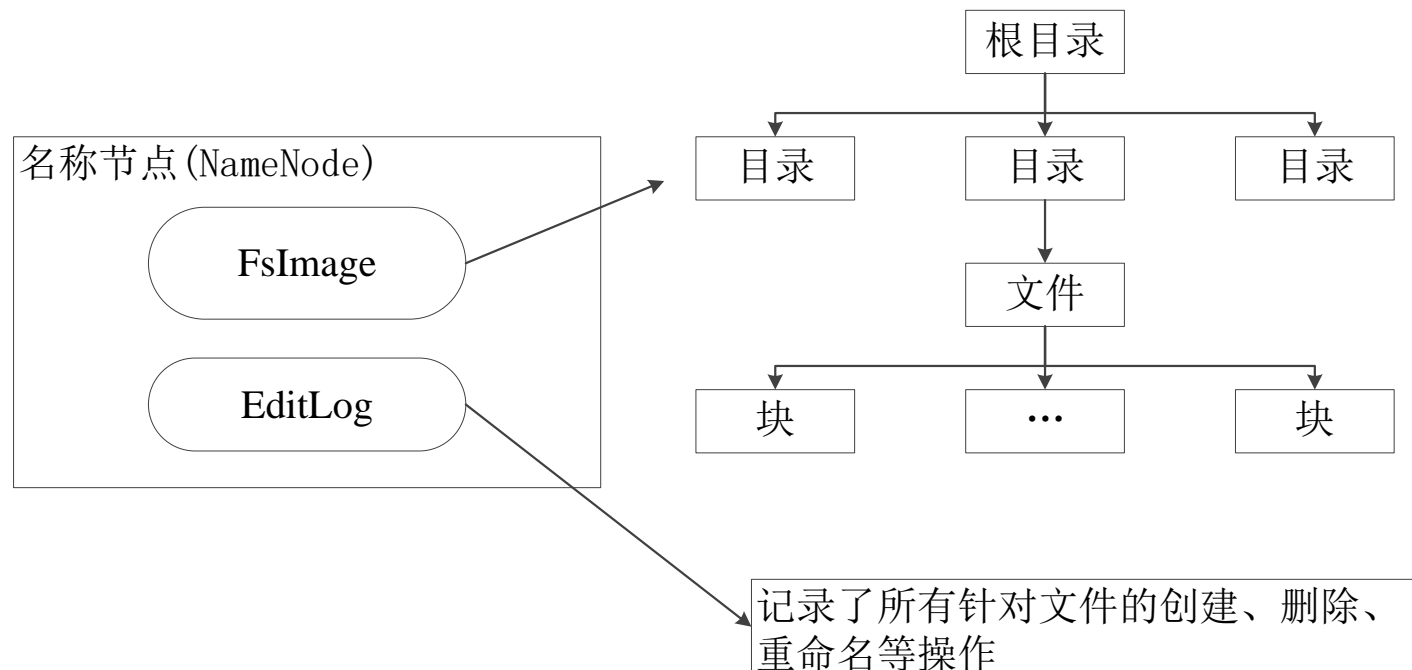 根目录
名称节点(NameNode)
目录 目录 目录
FsImage
文件
EditLog
块 ... 块
记录了所有针对文件的创建、删除、
重命名等操作